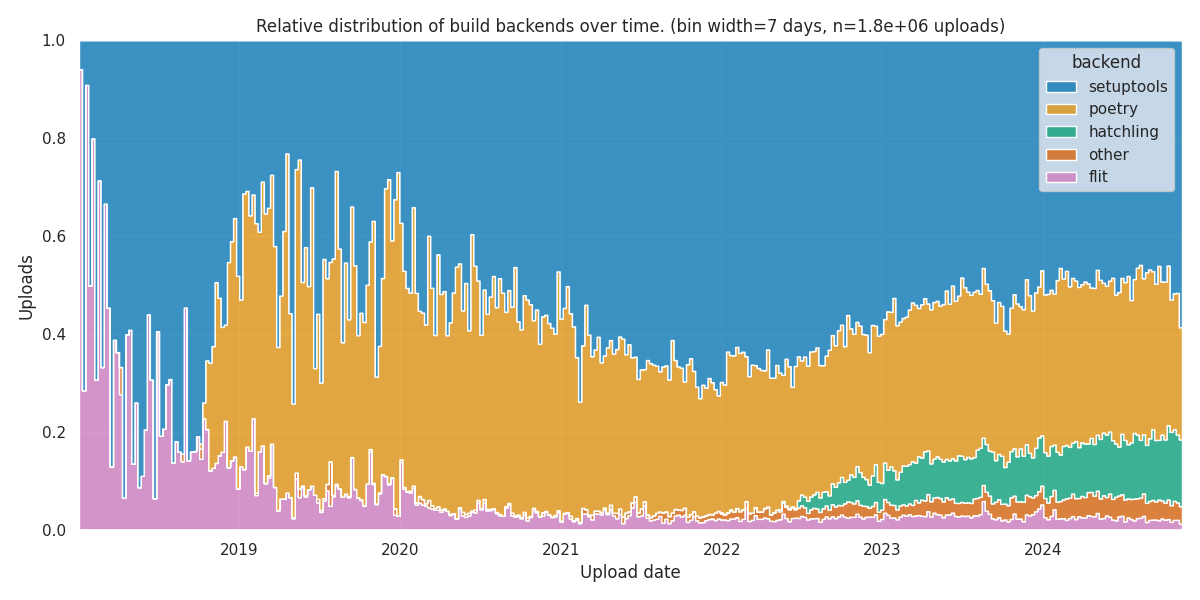 Relative distribution of build backends over time. (bin width=7 days, n=1.8e+06 uploads)
1.0
0.8
0.6
0.4
0.2
0.0
Uploads
backend
setuptools
poetry
hatchling
other
flit
2019
2020
2021
2022
2023
2024
Upload date